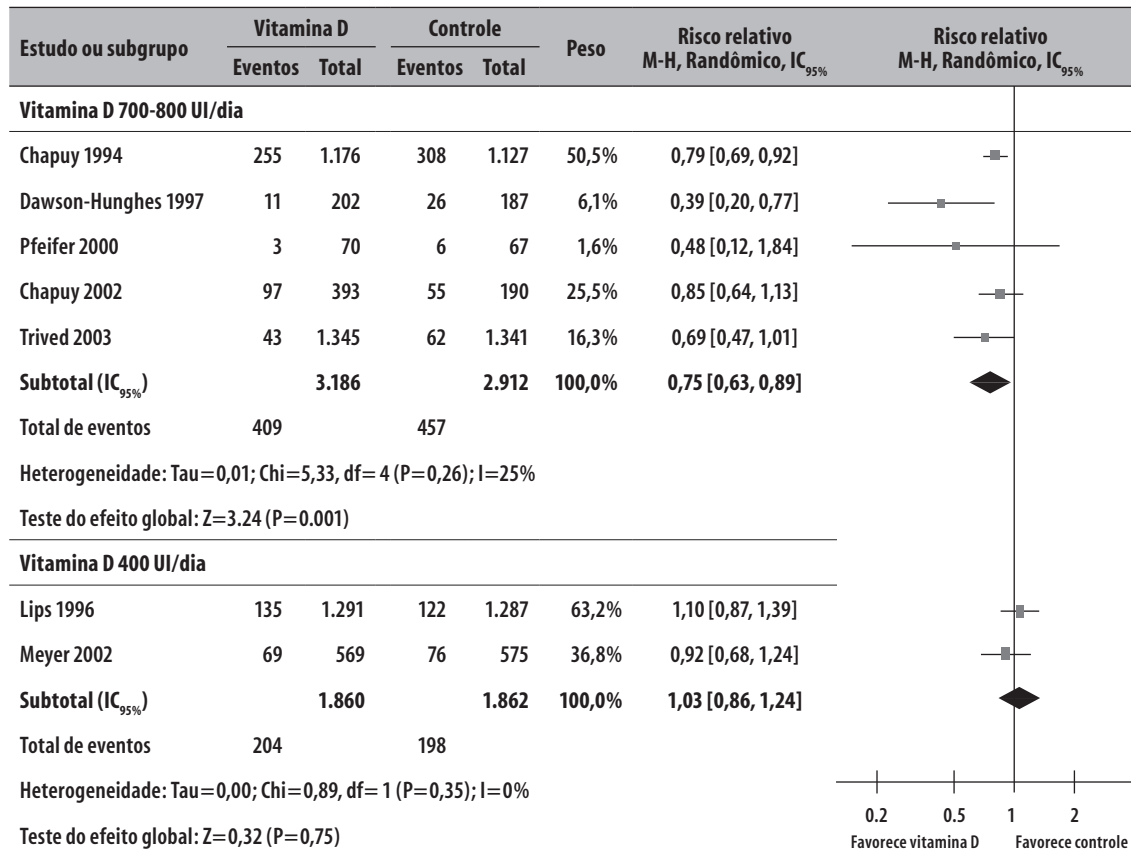 Estudo ou subgrupo Vitamina D Controle Peso Risco relativo M-H, Randômico, IC95% Risco relativo M-H, Randômico, IC95%
Eventos Total Eventos Total
Vitamina D 700-800 UI/dia
Chapuy 1994 255 1.176 308 1.127 50,5% 0,79 [0,69, 0,92]
Dawson-Hunghes 1997 11 202 26 187 6,1% 0,39 [0,20, 0,77]
Pfeifer 2000 3 70 6 67 1,6% 0,48 [0,12, 1,84]
Chapuy 2002 97 393 55 190 25,5% 0,85 [0,64, 1,13]
Trived 2003 43 1.345 62 1.341 16,3% 0,69 [0,47, 1,01]
Subtotal (IC95%) 3.186 2.912 100,0% 0,75 [0,63, 0,89]
Total de eventos 409 457
Heterogeneidade: Tau=0,01; Chi=5,33, df= 4 (P=0,26); I=25%
Teste do efeito global: Z=3.24 (P=0.001)
Vitamina D 400 UI/dia
Lips 1996 135 1.291 122 1.287 63,2% 1,10 [0,87, 1,39]
Meyer 2002 69 569 76 575 36,8% 0,92 [0,68, 1,24]
Subtotal (IC95%) 1.860 1.862 100,0% 1,03 [0,86, 1,24]
Total de eventos 204 198
Heterogeneidade: Tau=0,00; Chi=0,89, df= 1 (P=0,35); I=0%
Teste do efeito global: Z=0,32 (P=0,75)
0.2 0.5 1 2
Favorece vitamina D Favorece controle